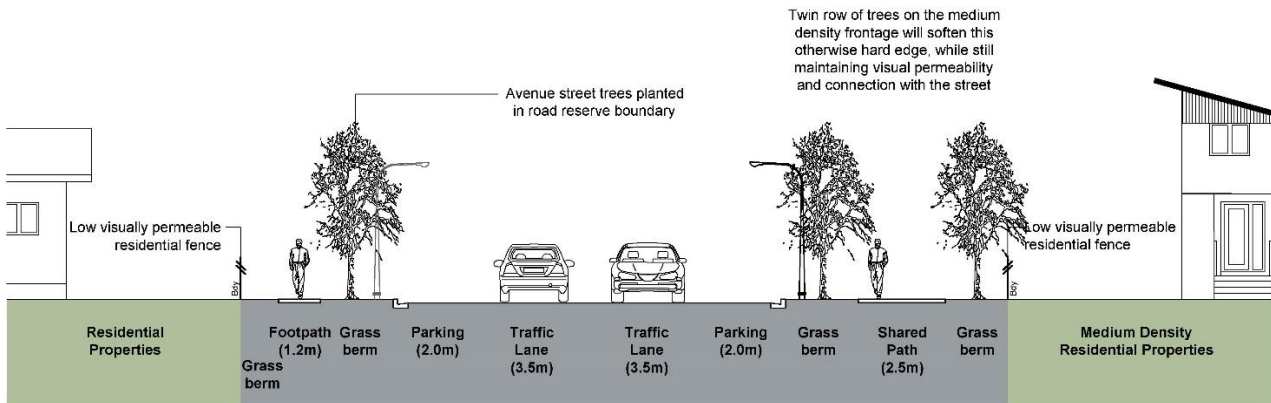 Twin row of trees on the medium
density frontage will soften this
otherwise hard edge, while still
maintaining visual permeability
and connection with the street
Avenue street trees planted
in road reserve boundary
Low visually permeable
residential fence
Low visually permeable
residential fence
Bdy
Bdy
Residential
Properties
Grass
berm
Footpath
(1.2m)
Grass
berm
Parking
(2.0m)
Traffic
Lane
(3.5m)
Traffic
Lane
(3.5m)
Parking
(2.0m)
Grass
berm
Shared
Path
(2.5m)
Grass
berm
Medium Density
Residential Properties